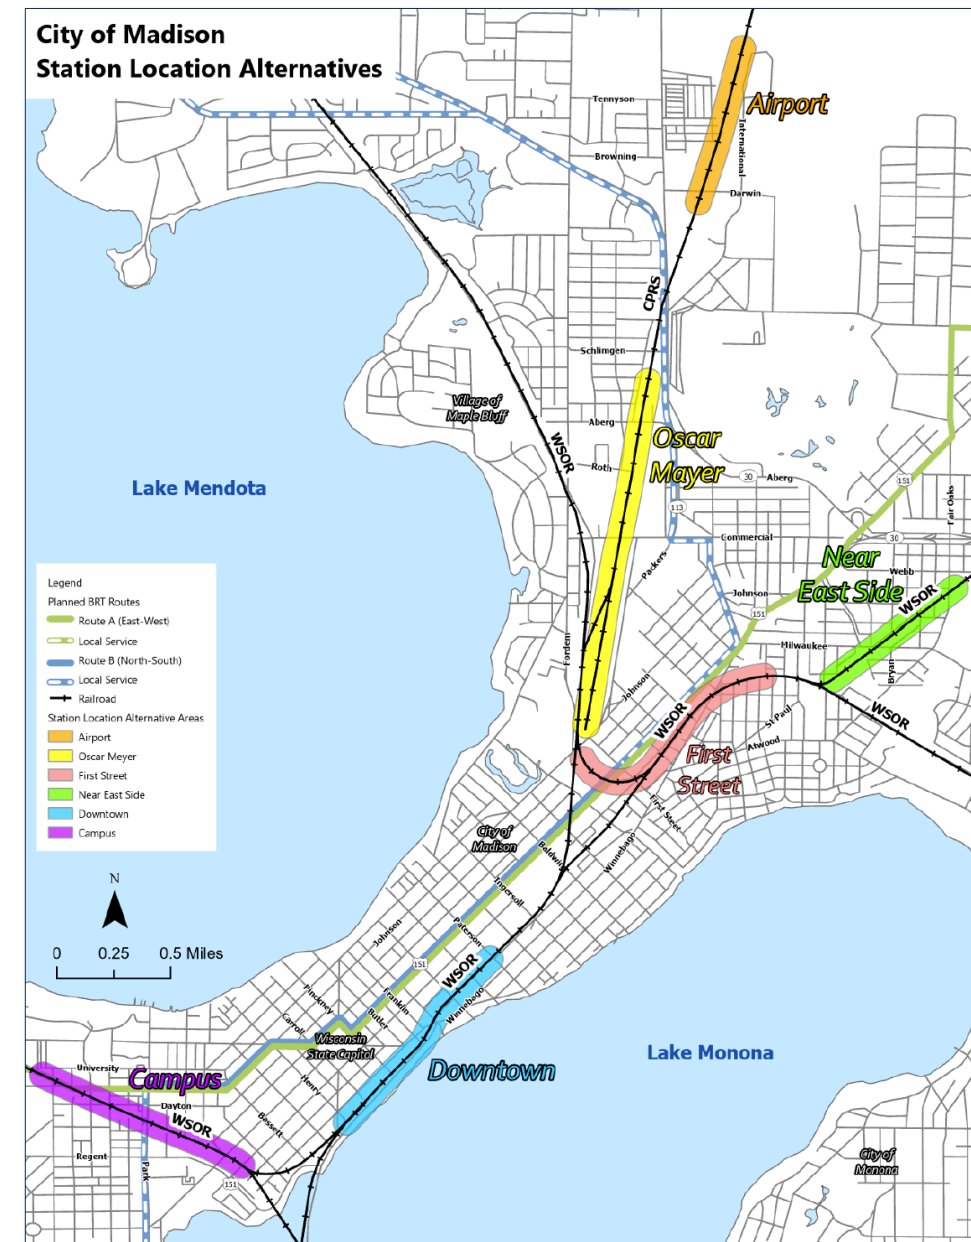 City of Madison
Station Location Alternatives
Tennyson
Airport
International
Browning
Darwin
CPRS
Schlimgen
Village of
Maple Bluff
Aberg
Oscar
Mayer
WSOR
Roth
30
Aberg
151
Lake Mendota
Fair Oaks
113
Commercial
30
Near
East Side
Webb
Packers
Johnson
WSOR
151
Legend
Planned BRT Routes
Route A (East-West)
Local Service
Route B (North-South)
Local Service
Railroad
Station Location Alternative Areas
Airport
Oscar Meyer
First Street
Near East Side
Downtown
Campus
Fordem
Milwaukee
Bryan
Johnson
WSOR
St Paul
WSOR
Atwood
First
Street
First Steet
City of
Madison
Baldwin
Winnebago
N
Ingersoll
0 0.25 0.5 Miles
Johnson
Paterson
151
WSOR
Pinckney
Franklin
Winnebago
Carroll
Butler
Wisconsin
State Capitol
Lake Monona
University
Campus
Henry
Downtown
Dayton
WSOR
Bassett
Regent
Park
151
City of
Monona